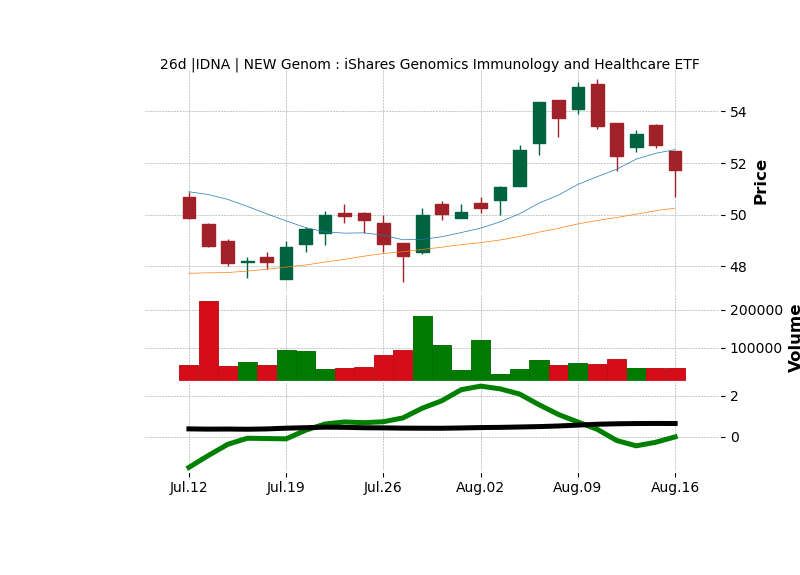 26d |IDNA | NEW Genom : iShares Genomics Immunology and Healthcare ETF
54
52
50
48
Price
200000
100000
Volume
2
0
Jul.12 Jul.19 Jul.26 Aug.02 Aug.09 Aug.16